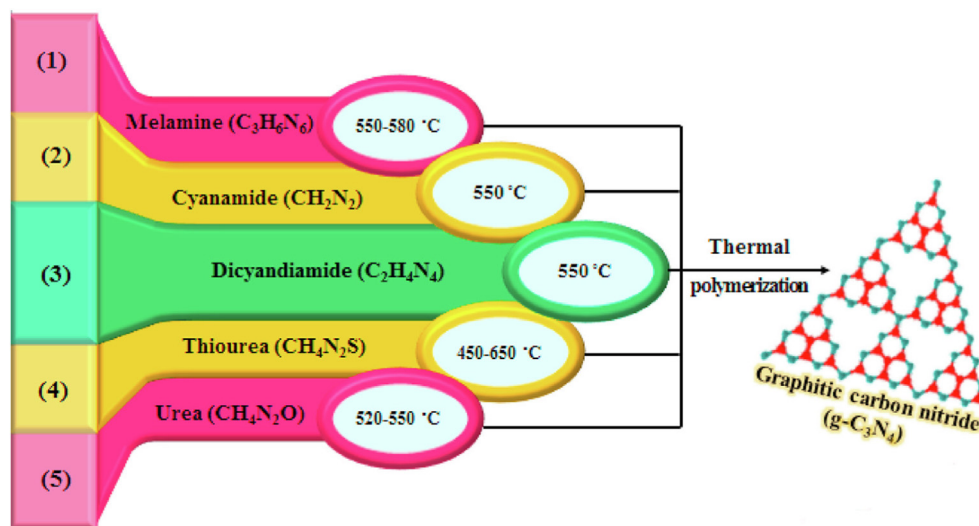 (1)
Melamine (C₃H₆N₆)
550-580 °C
(2)
Cyanamide (CH₂N₂)
550 °C
(3)
Dicyandiamide (C₂H₄N₄)
550 °C
(4)
Thiourea (CH₄N₂S)
450-650 °C
(5)
Urea (CH₄N₂O)
520-550 °C
Thermal
polymerization
Graphitic carbon nitride
(g-C₃N₄)